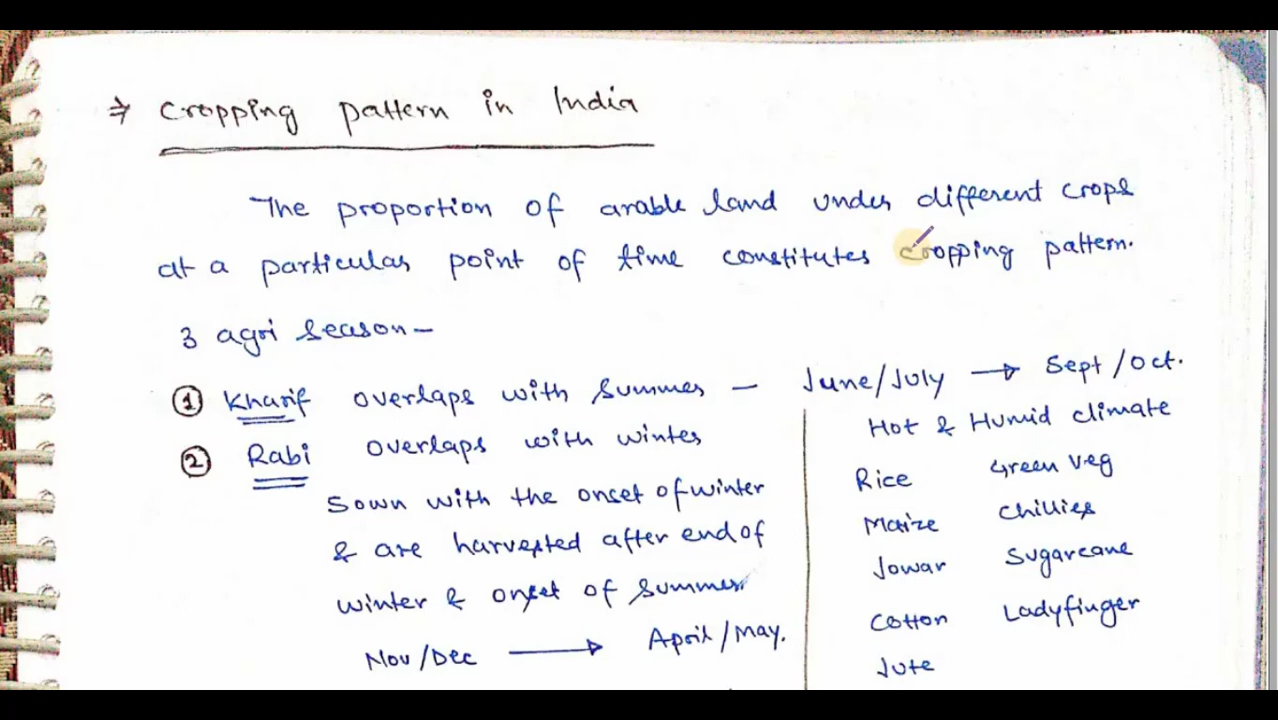 ⇒ Cropping pattern in India
The proportion of arable land under different crops
at a particular point of time constitutes cropping pattern.
3 agri season-
① Kharif overlaps with summer - June/July → Sept/Oct.
② Rabi overlaps with winter
Sown with the onset of winter
& are harvested after end of
winter & onset of summer
Nov/Dec → April/May.
Hot & Humid climate
Rice Green veg
Maize Chillies
Jowar Sugarcane
Cotton Ladyfinger
Jute